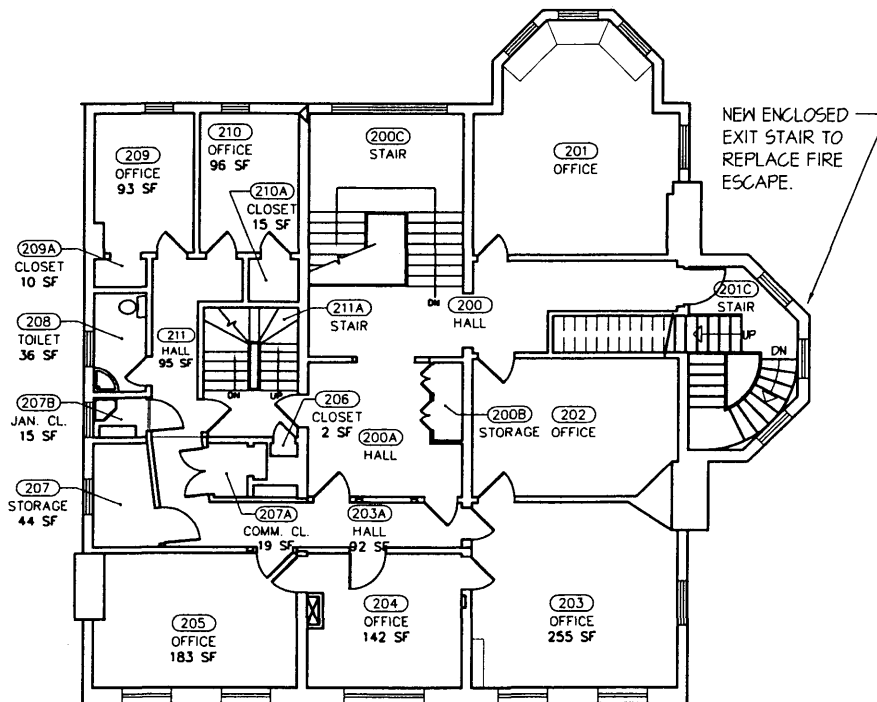 NEW ENCLOSED
EXIT STAIR TO
REPLACE FIRE
ESCAPE.
209
OFFICE
93 SF
210
OFFICE
96 SF
200C
STAIR
201
OFFICE
210A
CLOSET
15 SF
209A
CLOSET
10 SF
208
TOILET
36 SF
211
HALL
95 SF
211A
STAIR
DN
200
HALL
201C
STAIR
UP
DN
DN
UP
207B
JAN. CL.
15 SF
206
CLOSET
2 SF
200A
HALL
200B
STORAGE
202
OFFICE
207
STORAGE
44 SF
207A
COMM. CL.
19 SF
203A
HALL
92 SF
205
OFFICE
183 SF
204
OFFICE
142 SF
203
OFFICE
255 SF